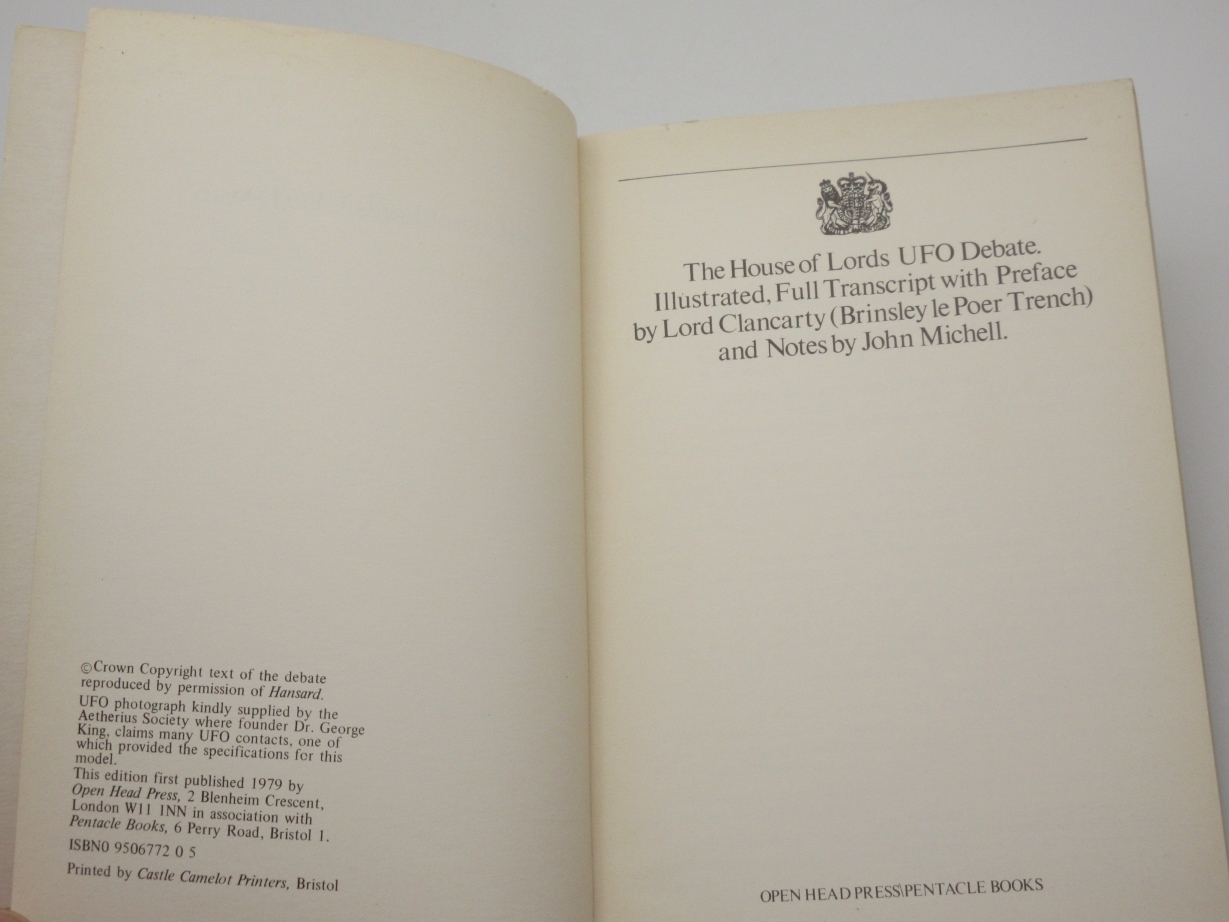 ©Crown Copyright text of the debate
reproduced by permission of Hansard.
UFO photograph kindly supplied by the
Aetherius Society where founder Dr. George
King, claims many UFO contacts, one of
which provided the specifications for this
model.
This edition first published 1979 by
Open Head Press, 2 Blenheim Crescent,
London W11 1NN in association with
Pentacle Books, 6 Perry Road, Bristol 1.
ISBN0 9506772 0 5
Printed by Castle Camelot Printers, Bristol
The House of Lords UFO Debate.
Illustrated, Full Transcript with Preface
by Lord Clancarty (Brinsley le Poer Trench)
and Notes by John Michell.
OPEN HEAD PRESS\PENTACLE BOOKS